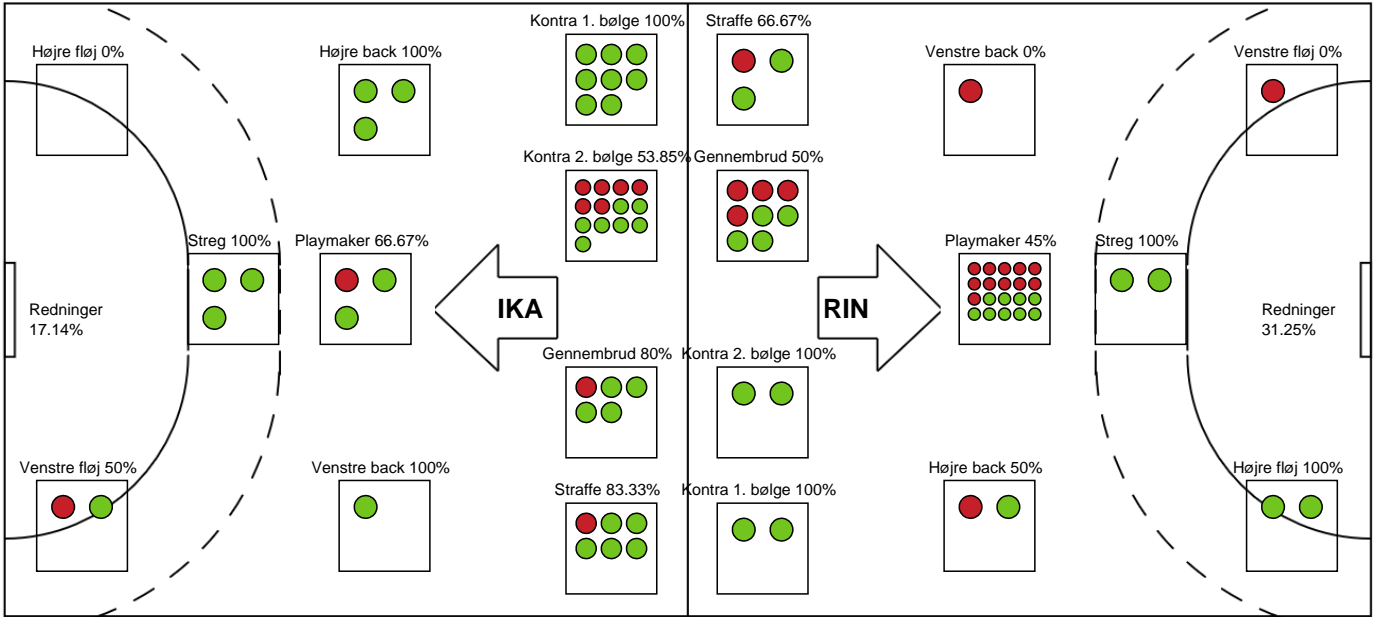 Kontra 1. bølge 100%
Straffe 66.67%
Højre fløj 0%
Højre back 100%
Venstre back 0%
Venstre fløj 0%
Kontra 2. bølge 53.85%
Gennembrud 50%
Streg 100%
Playmaker 66.67%
Playmaker 45%
Streg 100%
Redninger
17.14%
IKA
RIN
Redninger
31.25%
Gennembrud 80%
Kontra 2. bølge 100%
Venstre fløj 50%
Venstre back 100%
Højre back 50%
Højre fløj 100%
Straffe 83.33%
Kontra 1. bølge 100%